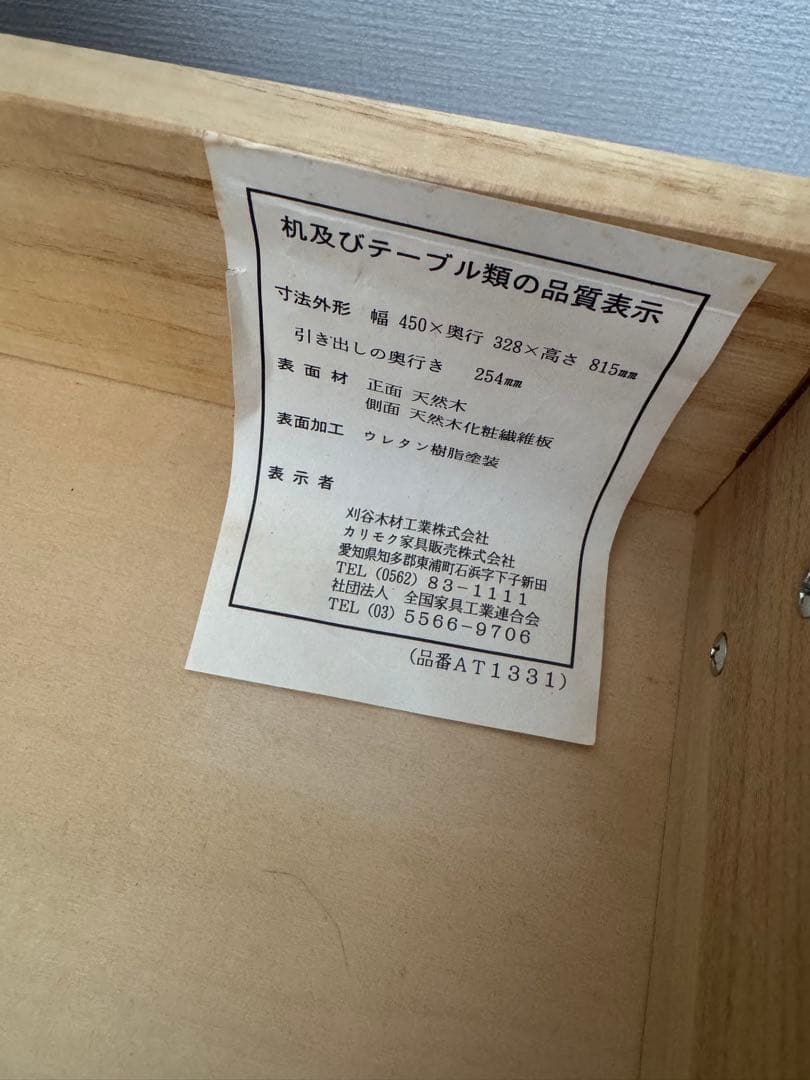 机及びテーブル類の品質表示
寸法外形 幅 450×奥行 328×高さ 815㎜
引き出しの奥行き 254㎜
表面材 正面 天然木
側面 天然木化粧繊維板
表面加工 ウレタン樹脂塗装
表示者
刈谷木材工業株式会社
カリモク家具販売株式会社
愛知県知多郡東浦町石浜字下子新田
TEL (0562) 83-1111
社団法人 全国家具工業連合会
TEL (03) 5566-9706
(品番AT1331)